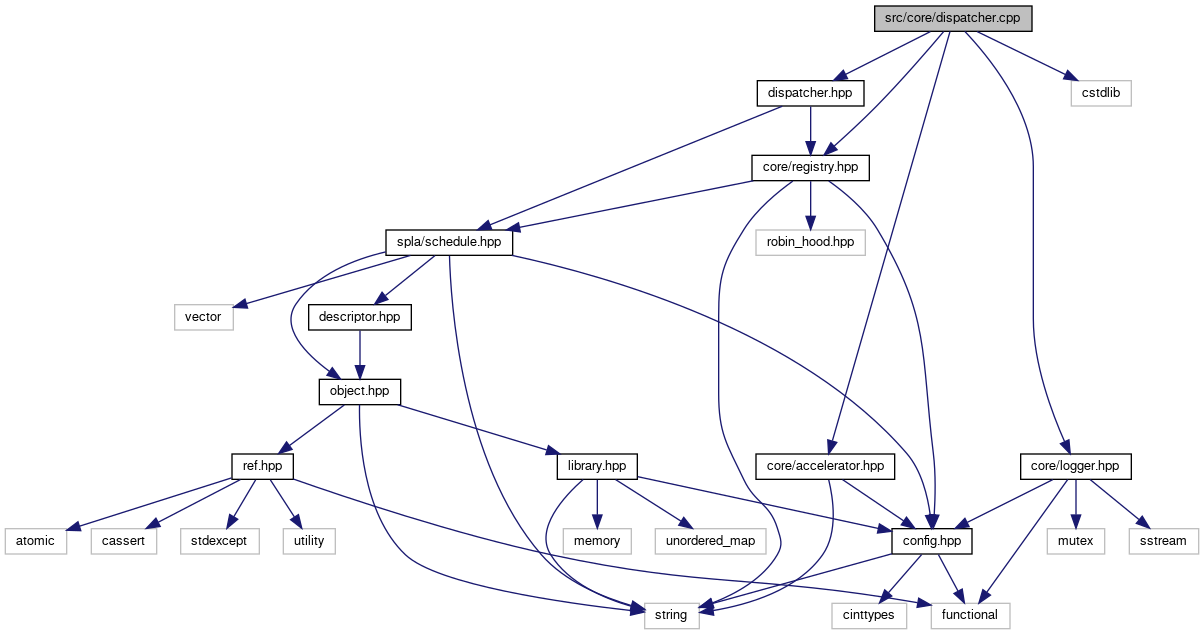 src/core/dispatcher.cpp
dispatcher.hpp
cstdlib
core/registry.hpp
spla/schedule.hpp
robin_hood.hpp
vector
descriptor.hpp
object.hpp
ref.hpp
library.hpp
core/accelerator.hpp
core/logger.hpp
atomic
cassert
stdexcept
utility
memory
unordered_map
config.hpp
mutex
sstream
string
cinttypes
functional